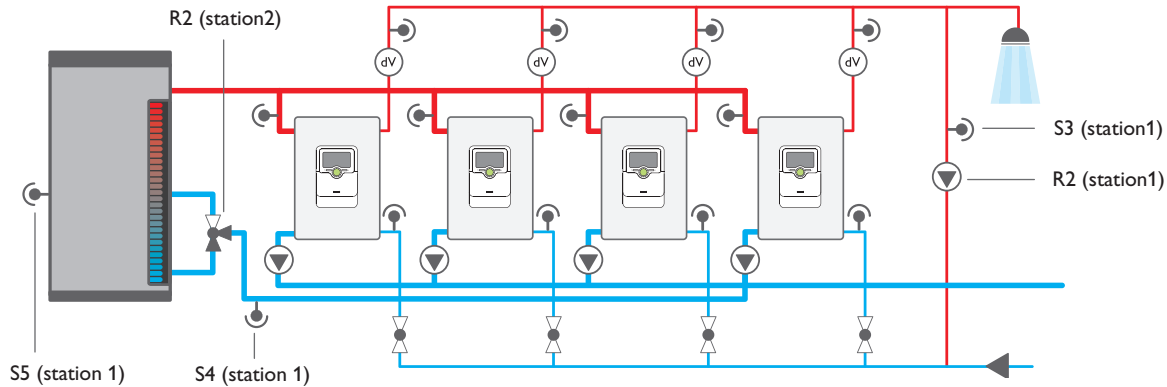 R2 (station2)
dV
dV
dV
dV
S3 (station1)
R2 (station1)
S5 (station 1)
S4 (station 1)